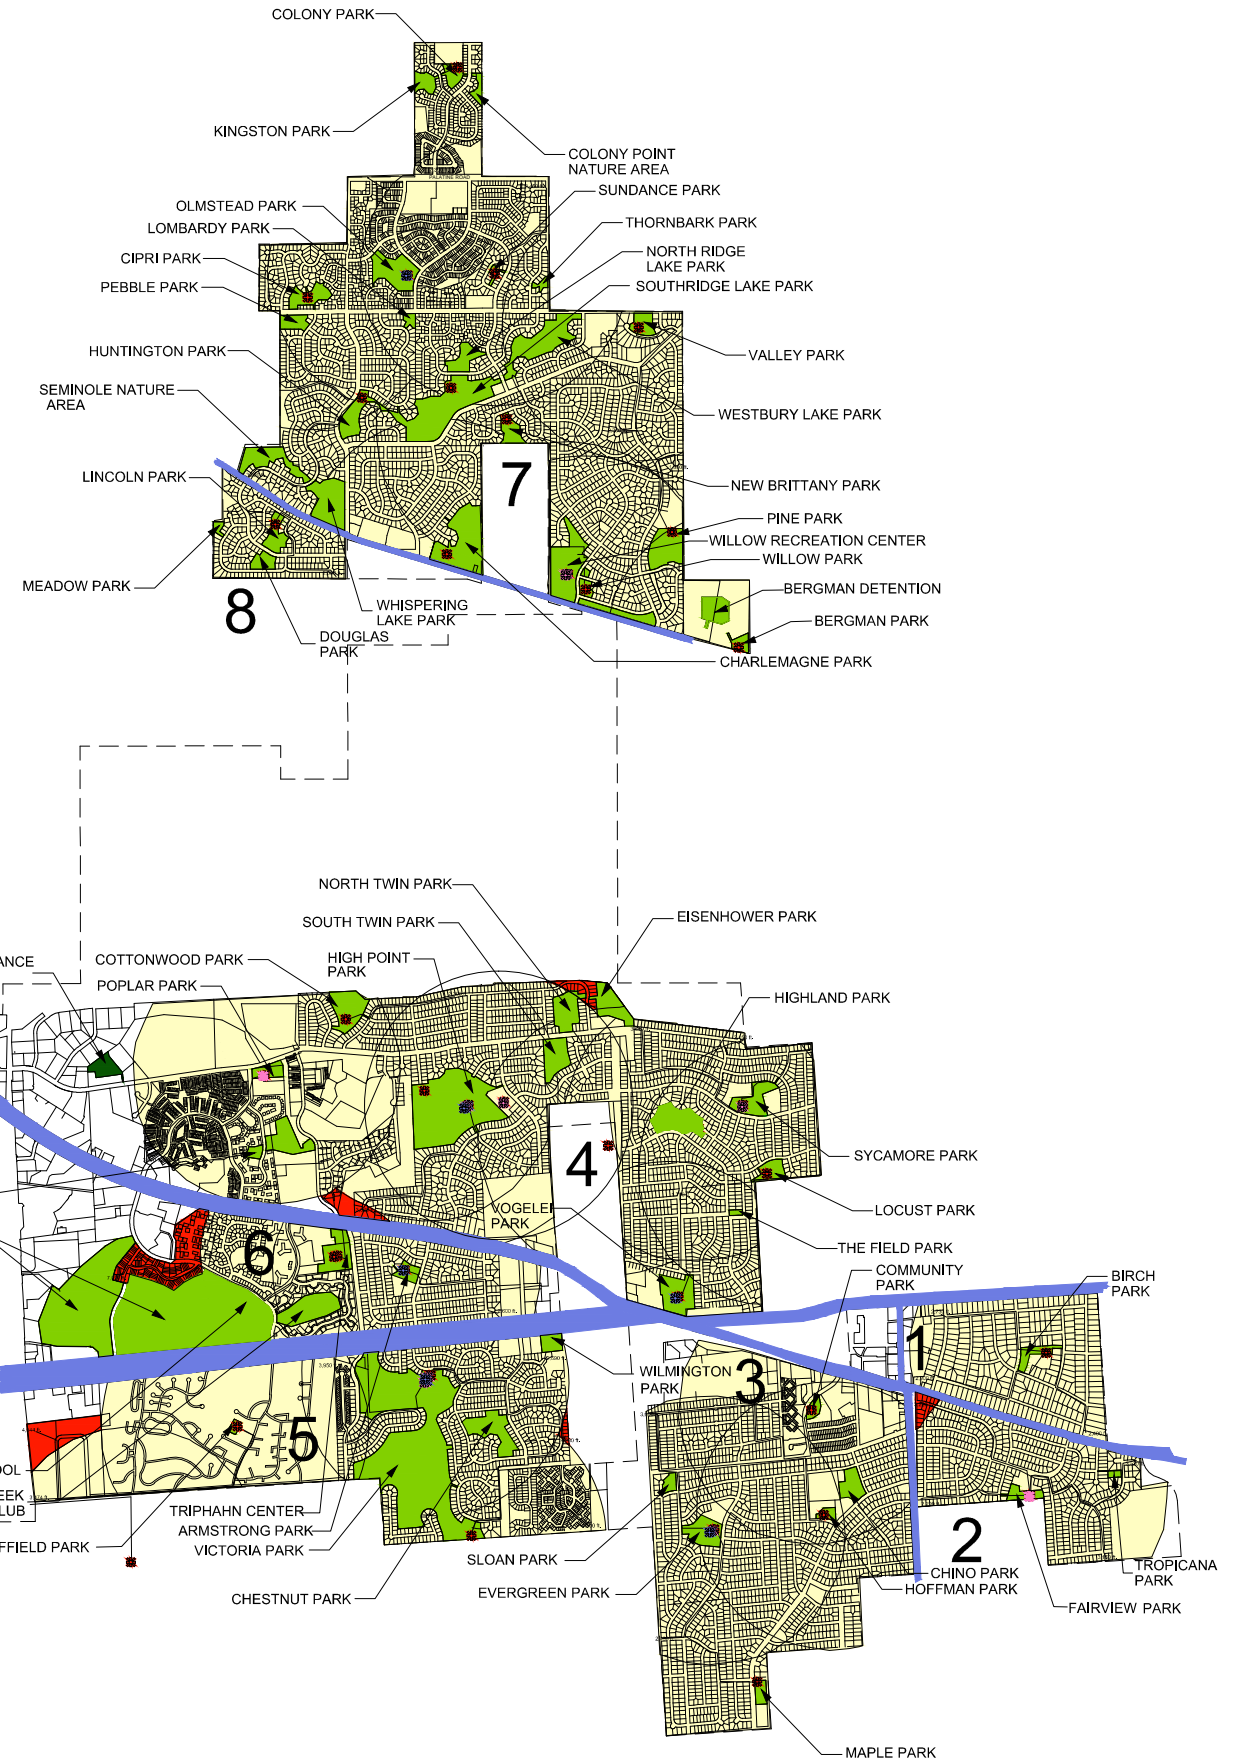 COLONY PARK
KINGSTON PARK
COLONY POINT
NATURE AREA
PALATINE ROAD
SUNDANCE PARK
OLMSTEAD PARK
LOMBARDY PARK
THORNBARK PARK
CIPRI PARK
NORTH RIDGE
LAKE PARK
PEBBLE PARK
SOUTHRIDGE LAKE PARK
HUNTINGTON PARK
VALLEY PARK
SEMINOLE NATURE
AREA
WESTBURY LAKE PARK
LINCOLN PARK
7
NEW BRITTANY PARK
PINE PARK
WILLOW RECREATION CENTER
WILLOW PARK
MEADOW PARK
BERGMAN DETENTION
8
WHISPERING
LAKE PARK
BERGMAN PARK
DOUGLAS
PARK
CHARLEMAGNE PARK
NORTH TWIN PARK
SOUTH TWIN PARK
EISENHOWER PARK
ANCE
COTTONWOOD PARK
HIGH POINT
PARK
POPLAR PARK
HIGHLAND PARK
4
SYCAMORE PARK
VOGELEI
PARK
LOCUST PARK
6
THE FIELD PARK
COMMUNITY
PARK
BIRCH
PARK
1
WILMINGTON
PARK
3
5
OOL
EEK
LUB
TRIPHAHN CENTER
ARMSTRONG PARK
FFIELD PARK
VICTORIA PARK
SLOAN PARK
2
CHINO PARK
HOFFMAN PARK
TROPICANA
PARK
CHESTNUT PARK
EVERGREEN PARK
FAIRVIEW PARK
MAPLE PARK